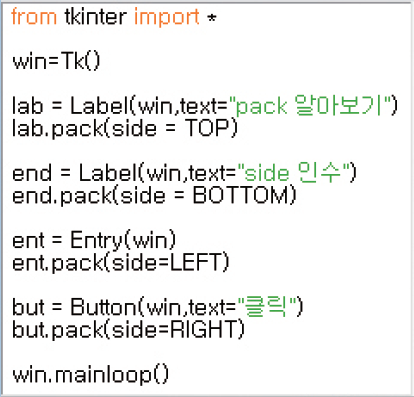 from tkinter import *
win=Tk()
lab = Label(win,text="pack 알아보기")
lab.pack(side = TOP)
end = Label(win,text="side 인수")
end.pack(side = BOTTOM)
ent = Entry(win)
ent.pack(side=LEFT)
but = Button(win,text="클릭")
but.pack(side=RIGHT)
win.mainloop()